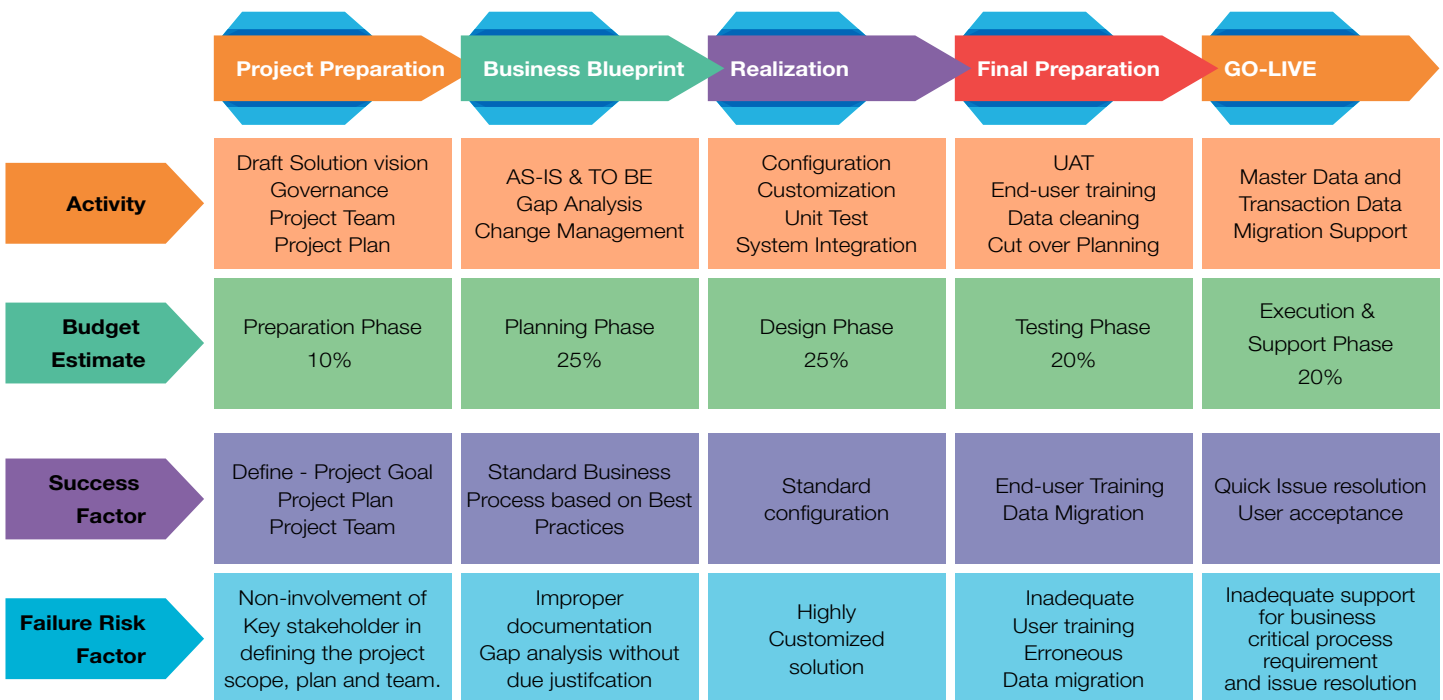 Project Preparation
Business Blueprint
Realization
Final Preparation
GO-LIVE
Activity
Draft Solution vision
Governance
Project Team
Project Plan
AS-IS & TO BE
Gap Analysis
Change Management
Configuration
Customization
Unit Test
System Integration
UAT
End-user training
Data cleaning
Cut over Planning
Master Data and
Transaction Data
Migration Support
Budget
Estimate
Preparation Phase
10%
Planning Phase
25%
Design Phase
25%
Testing Phase
20%
Execution &
Support Phase
20%
Success
Factor
Define - Project Goal
Project Plan
Project Team
Standard Business
Process based on Best
Practices
Standard
configuration
End-user Training
Data Migration
Quick Issue resolution
User acceptance
Failure Risk
Factor
Non-involvement of
Key stakeholder in
defining the project
scope, plan and team.
Improper
documentation
Gap analysis without
due justifcation
Highly
Customized
solution
Inadequate
User training
Erroneous
Data migration
Inadequate support
for business
critical process
requirement
and issue resolution